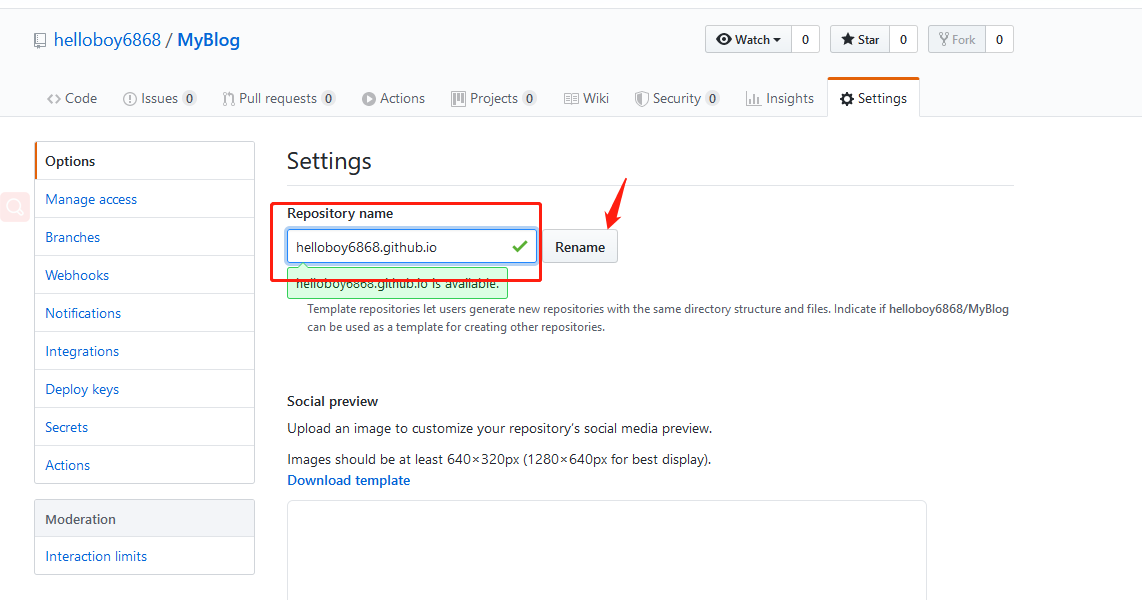 helloboy6868 / MyBlog
Watch 0 Star 0 Fork 0
Code Issues 0 Pull requests 0 Actions Projects 0 Wiki Security 0 Insights Settings
Options
Manage access
Branches
Webhooks
Notifications
Integrations
Deploy keys
Secrets
Actions
Moderation
Interaction limits
Settings
Repository name
helloboy6868.github.io Rename
helloboy6868.github.io is available.
Template repositories let users generate new repositories with the same directory structure and files. Indicate if helloboy6868/MyBlog
can be used as a template for creating other repositories.
Social preview
Upload an image to customize your repository’s social media preview.
Images should be at least 640×320px (1280×640px for best display).
Download template